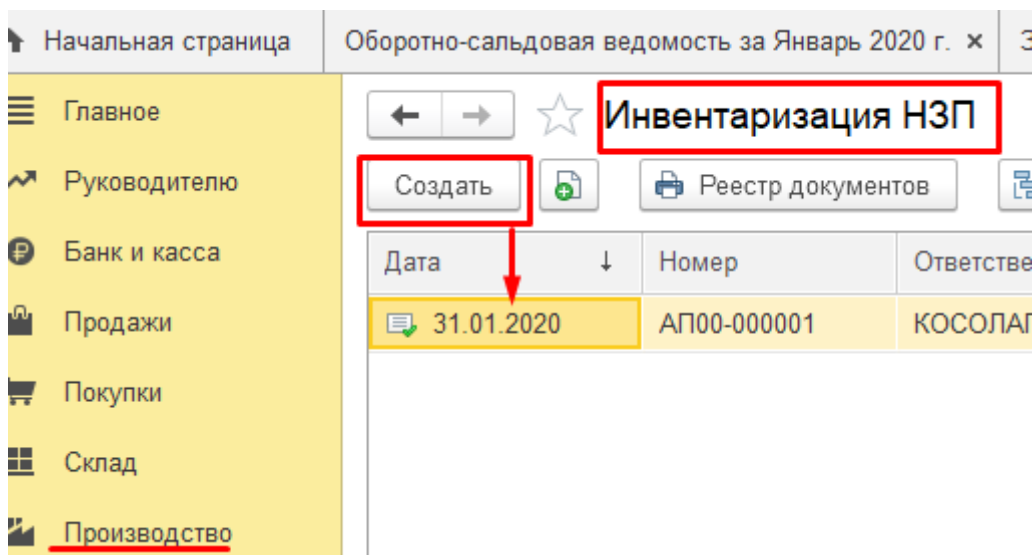 Начальная страница
Оборотно-сальдовая ведомость за Январь 2020 г. ×
Главное
Инвентаризация НЗП
Руководителю
Создать
Реестр документов
Банк и касса
Дата ↓ Номер
Продажи
31.01.2020 АП00-000001
Покупки
Склад
Производство